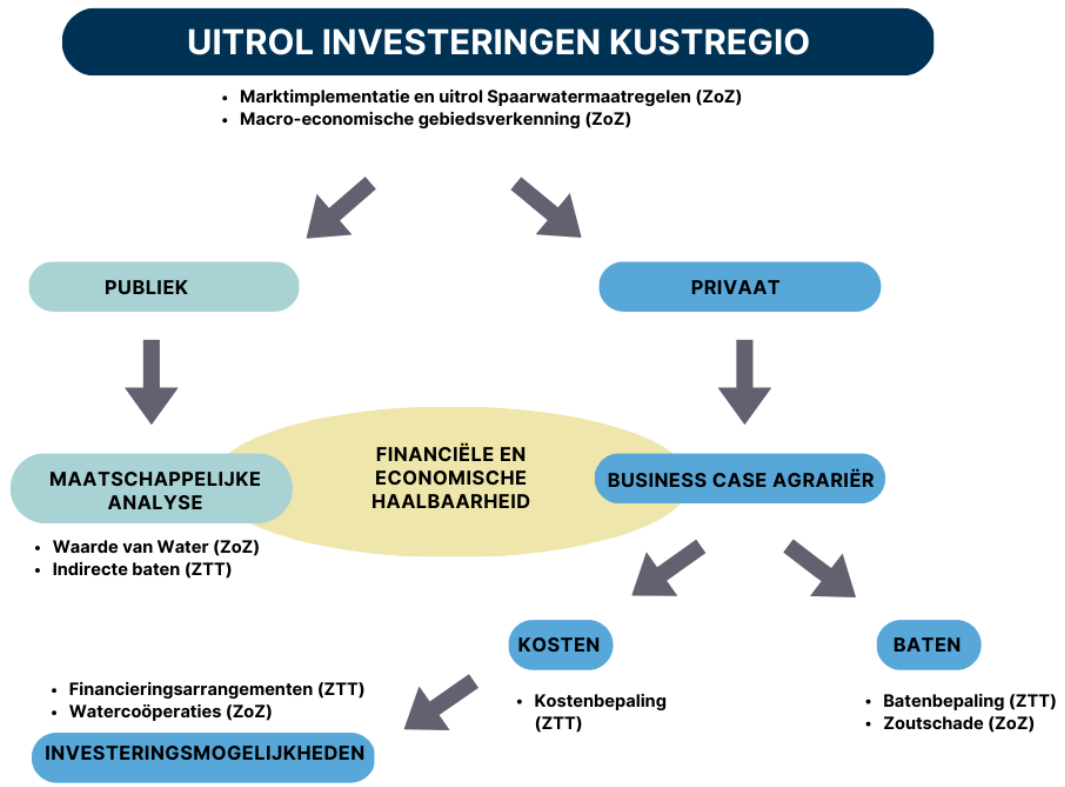 UITROL INVESTERINGEN KUSTREGIO
• Marktimplementatie en uitrol Spaarwatermaatregelen (ZoZ)
• Macro-economische gebiedsverkenning (ZoZ)
PUBLIEK
PRIVAAT
MAATSCHAPPELIJKE
ANALYSE
FINANCIËLE EN
ECONOMISCHE
HAALBAARHEID
BUSINESS CASE AGRARIËR
• Waarde van Water (ZoZ)
• Indirecte baten (ZTT)
KOSTEN
BATEN
• Kostenbepaling
(ZTT)
• Batenbepaling (ZTT)
• Zoutschade (ZoZ)
• Financieringsarrangementen (ZTT)
• Watercoöperaties (ZoZ)
INVESTERINGSMOGELIJKHEDEN